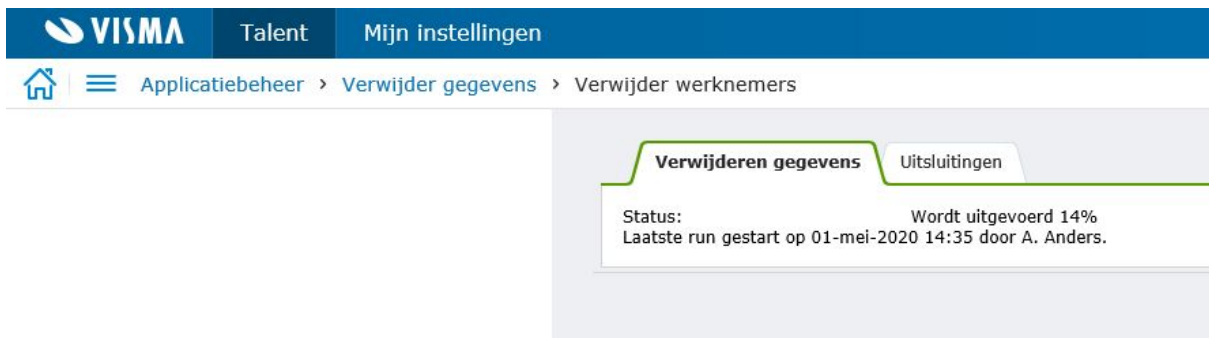 VISMA Talent Mijn instellingen
Applicatiebeheer > Verwijder gegevens > Verwijder werknemers
Verwijderen gegevens Uitsluitingen
Status: Wordt uitgevoerd 14%
Laatste run gestart op 01-mei-2020 14:35 door A. Anders.